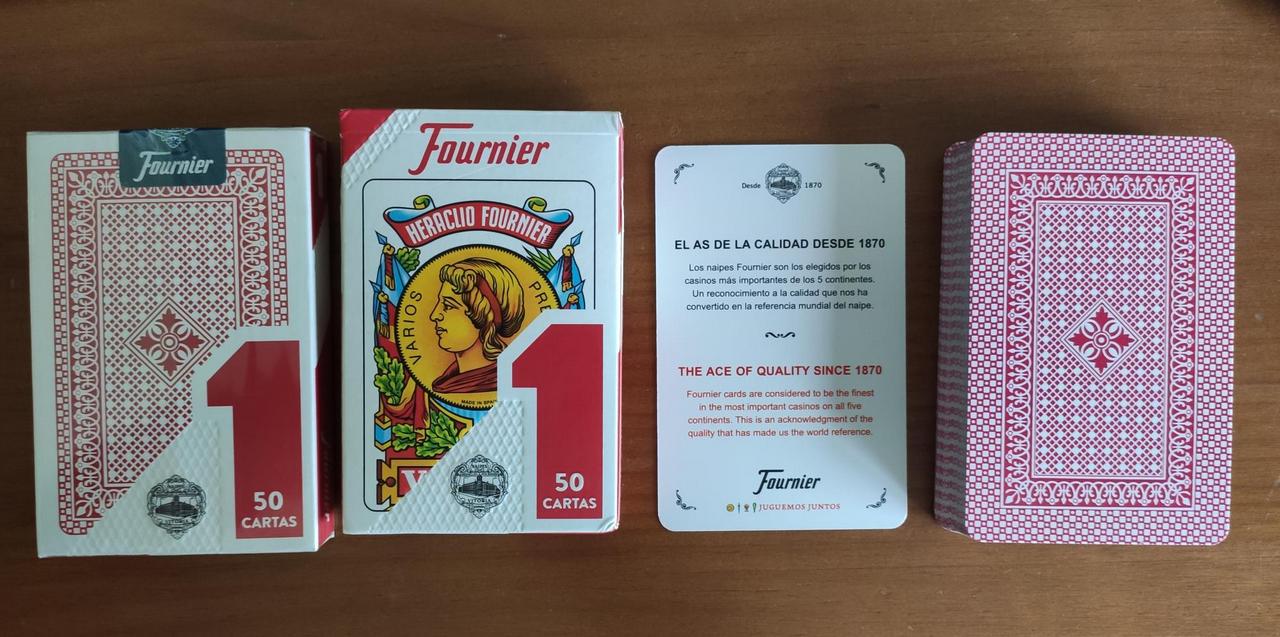 Fournier
50
CARTAS
Fournier
HERACLIO FOURNIER
VARIOS
PRE
MADE IN SPAIN
VITORIA
1
50
CARTAS
1
Desde 1870
EL AS DE LA CALIDAD DESDE 1870
Los naipes Fournier son los elegidos por los
casinos más importantes de los 5 continentes.
Un reconocimiento a la calidad que nos ha
convertido en la referencia mundial del naipe.
THE ACE OF QUALITY SINCE 1870
Fournier cards are considered to be the finest
in the most important casinos on all five
continents. This is an acknowledgment of the
quality that has made us the world reference.
Fournier
JUGUEMOS JUNTOS